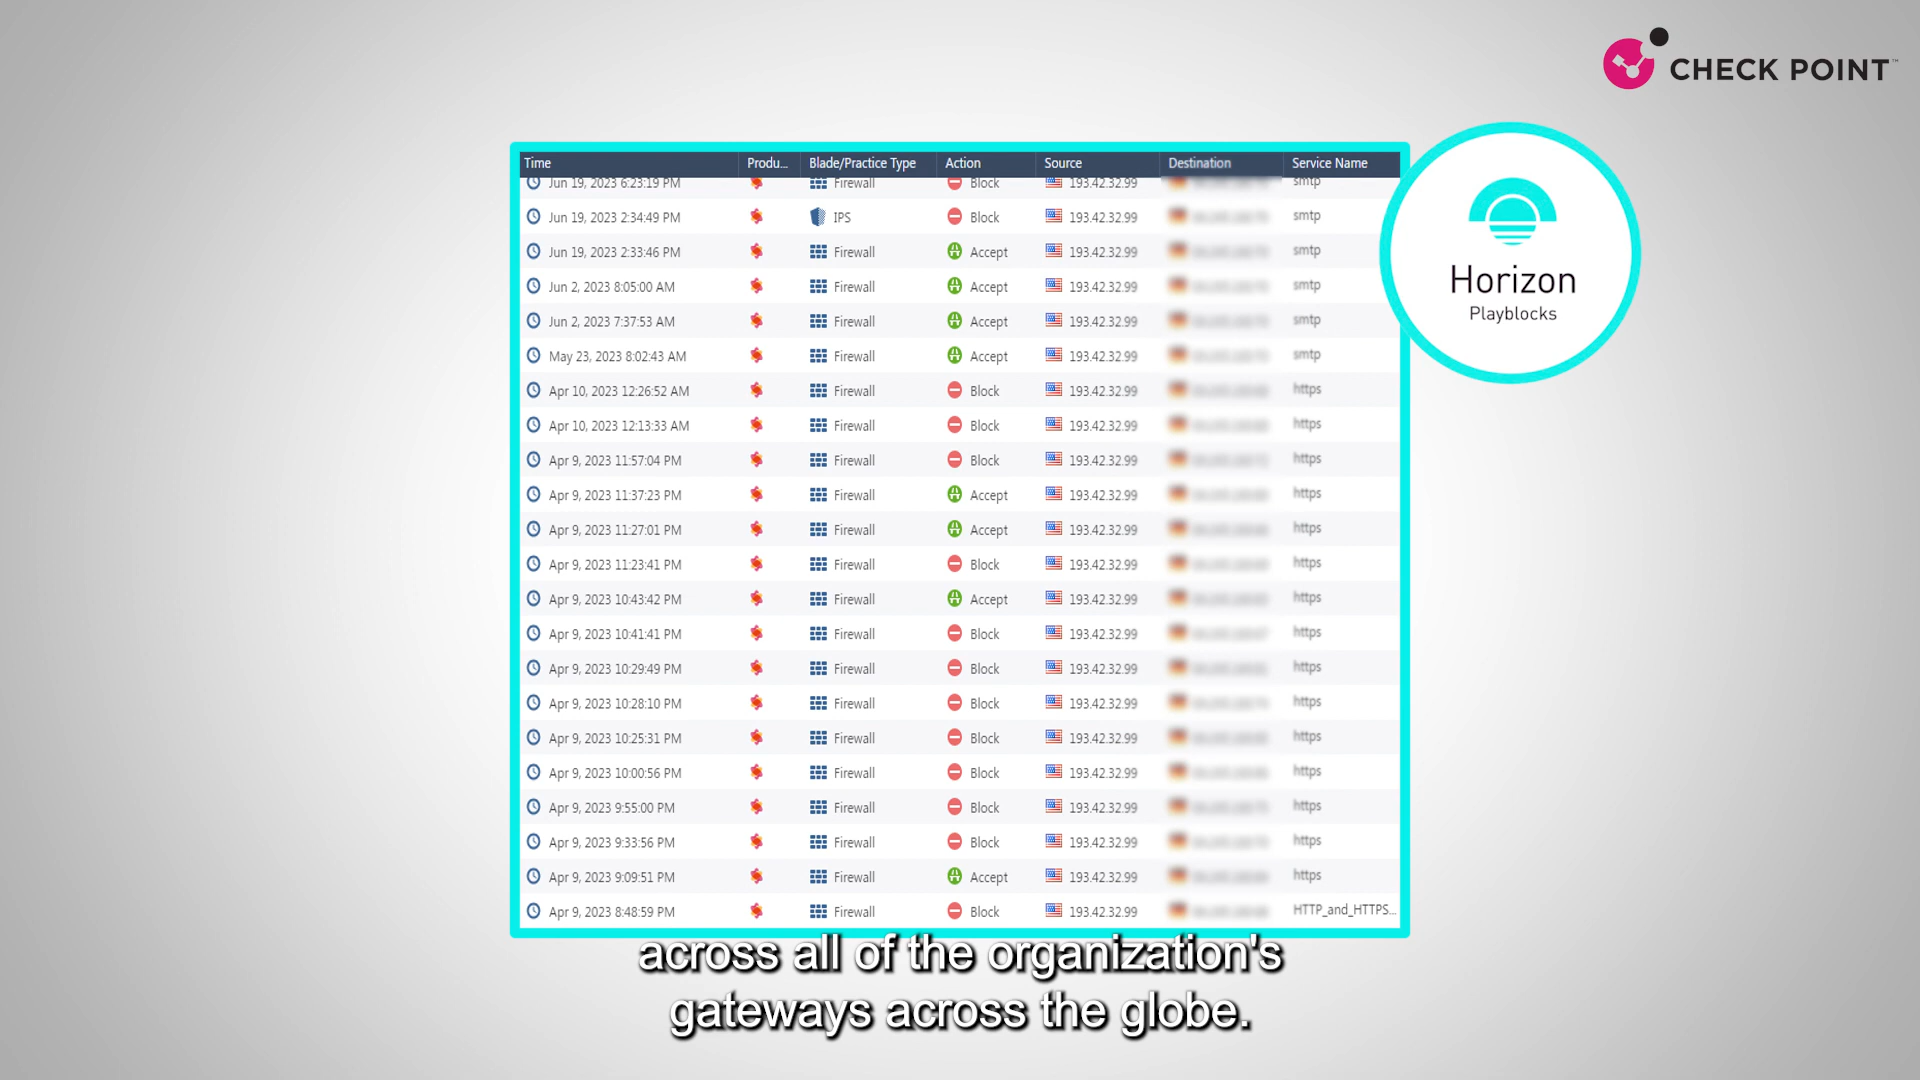 CHECK POINT™
Time Produ... Blade/Practice Type Action Source Destination Service Name
Jun 19, 2023 6:23:19 PM Firewall Block 193.42.32.99 smtp
Jun 19, 2023 2:34:49 PM IPS Block 193.42.32.99 smtp
Jun 19, 2023 2:33:46 PM Firewall Accept 193.42.32.99 smtp
Jun 2, 2023 8:05:00 AM Firewall Accept 193.42.32.99 smtp
Jun 2, 2023 7:37:53 AM Firewall Accept 193.42.32.99 smtp
May 23, 2023 8:02:43 AM Firewall Accept 193.42.32.99 smtp
Apr 10, 2023 12:26:52 AM Firewall Block 193.42.32.99 https
Apr 10, 2023 12:13:33 AM Firewall Block 193.42.32.99 https
Apr 9, 2023 11:57:04 PM Firewall Block 193.42.32.99 https
Apr 9, 2023 11:37:23 PM Firewall Accept 193.42.32.99 https
Apr 9, 2023 11:27:01 PM Firewall Accept 193.42.32.99 https
Apr 9, 2023 11:23:41 PM Firewall Block 193.42.32.99 https
Apr 9, 2023 10:43:42 PM Firewall Accept 193.42.32.99 https
Apr 9, 2023 10:41:41 PM Firewall Block 193.42.32.99 https
Apr 9, 2023 10:29:49 PM Firewall Block 193.42.32.99 https
Apr 9, 2023 10:28:10 PM Firewall Block 193.42.32.99 https
Apr 9, 2023 10:25:31 PM Firewall Block 193.42.32.99 https
Apr 9, 2023 10:00:56 PM Firewall Block 193.42.32.99 https
Apr 9, 2023 9:55:00 PM Firewall Block 193.42.32.99 https
Apr 9, 2023 9:33:56 PM Firewall Block 193.42.32.99 https
Apr 9, 2023 9:09:51 PM Firewall Accept 193.42.32.99 https
Apr 9, 2023 8:48:59 PM Firewall Block 193.42.32.99 HTTP_and_HTTPS...
Horizon
Playblocks
across all of the organization's
gateways across the globe.